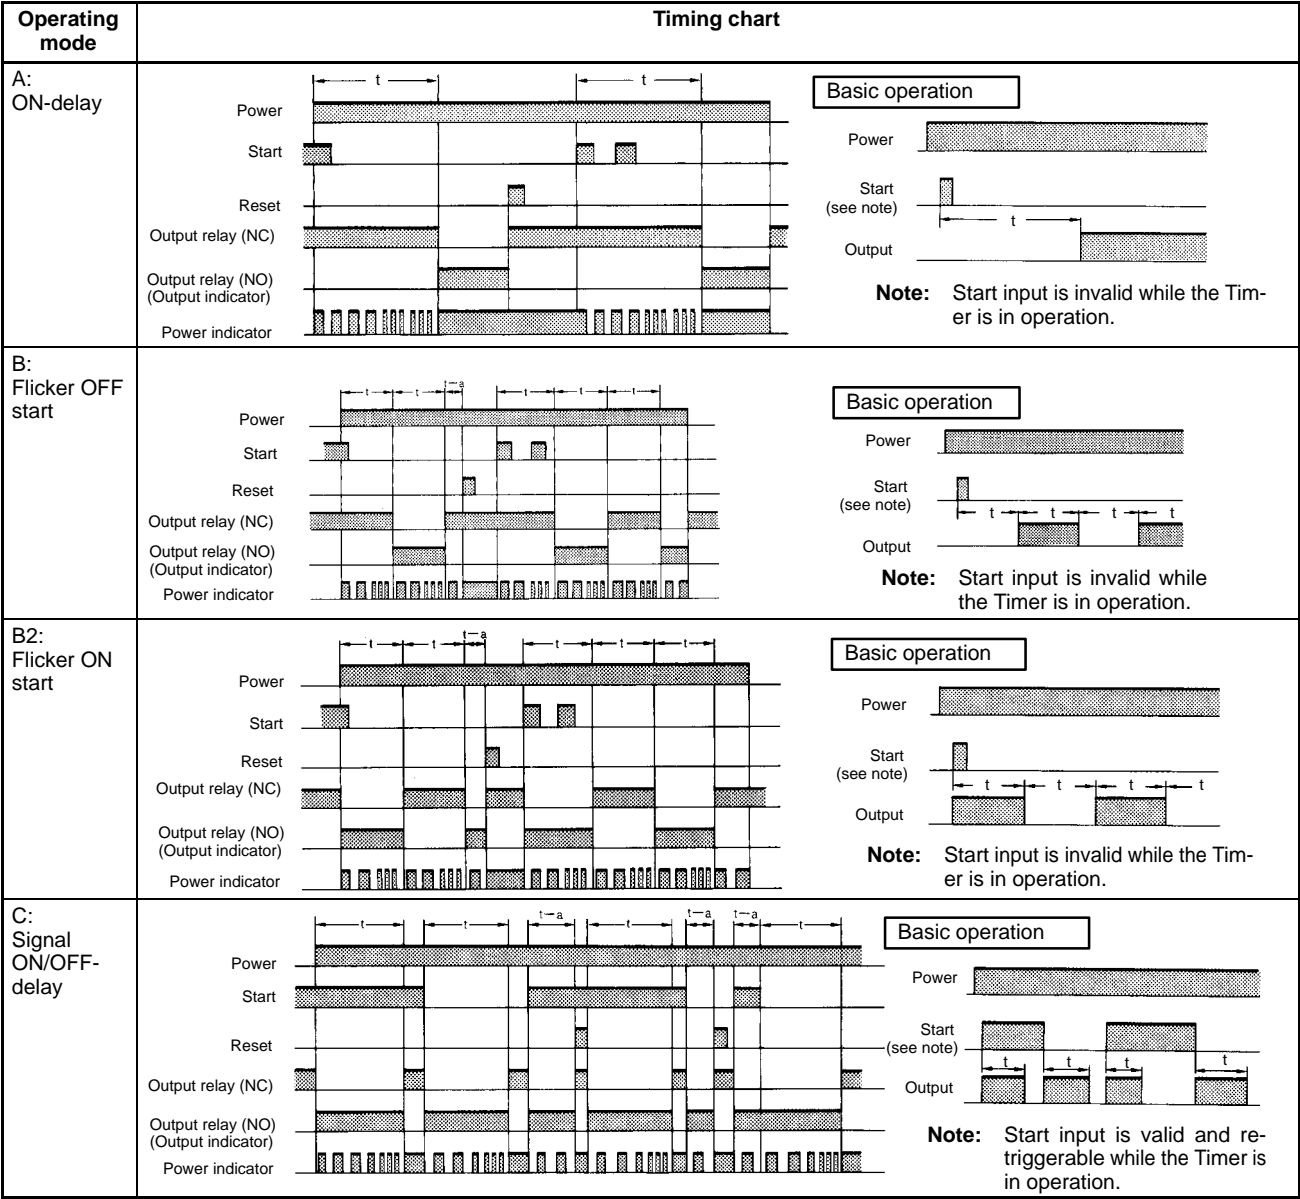 Operating mode
Timing chart
A:
ON-delay
t
t
Power
Start
Reset
Output relay (NC)
Output relay (NO)
(Output indicator)
Power indicator
Basic operation
Power
Start
(see note)
t
Output
Note: Start input is invalid while the Tim-
er is in operation.
B:
Flicker OFF
start
t
t
t—a
t
t
t
Power
Start
Reset
Output relay (NC)
Output relay (NO)
(Output indicator)
Power indicator
Basic operation
Power
Start
(see note)
t
t
t
t
Output
Note: Start input is invalid while
the Timer is in operation.
B2:
Flicker ON
start
t
t
t—a
t
t
t
Power
Start
Reset
Output relay (NC)
Output relay (NO)
(Output indicator)
Power indicator
Basic operation
Power
Start
(see note)
t
t
t
t
Output
Note: Start input is invalid while the Tim-
er is in operation.
C:
Signal
ON/OFF-
delay
t
t
t—a
t
t—a
t—a
t
Power
Start
Reset
Output relay (NC)
Output relay (NO)
(Output indicator)
Power indicator
Basic operation
Power
Start
(see note)
t
t
t
t
Output
Note: Start input is valid and re-
triggerable while the Timer is
in operation.